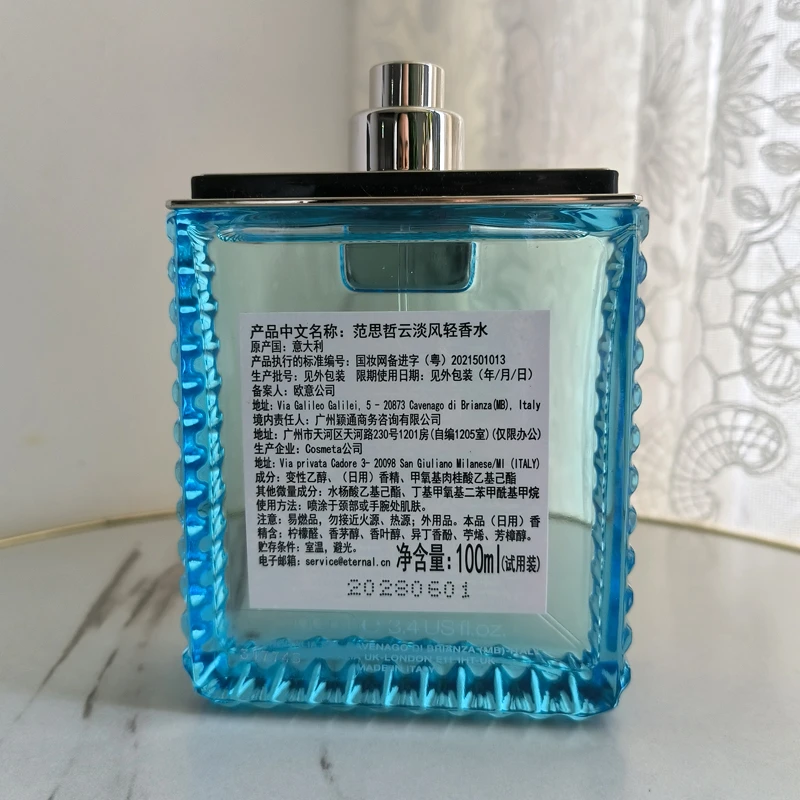 产品中文名称：范思哲云淡风轻香水
原产国：意大利
产品执行的标准编号：国妆网备进字（粤）2021501013
生产批号：见外包装 限期使用日期：见外包装（年/月/日）
备案人：欧意公司
地址：Via Galileo Galilei, 5 - 20873 Cavenago di Brianza(MB), Italy
境内责任人：广州颖通商务咨询有限公司
地址：广州市天河区天河路230号1201房(自编1205室)(仅限办公)
生产企业：Cosmeta公司
地址：Via privata Cadore 3- 20098 San Giuliano Milanese/MI (ITALY)
成分：变性乙醇、（日用）香精、甲氧基肉桂酸乙基己酯
其他微量成分：水杨酸乙基己酯、丁基甲氧基二苯甲酰基甲烷
使用方法：喷涂于颈部或手腕处肌肤。
注意：易燃品，勿接近火源、热源；外用品。本品（日用）香
精含：柠檬醛、香茅醇、香叶醇、异丁香酚、苧烯、芳樟醇。
贮存条件：室温，避光。
电子邮箱：service@eternal.cn 净含量：100ml(试用装)
20280601
3.4 US fl.oz.
CAVENAGO DI BRIANZA (MB)-ITALY
UK-LONDON E1 1HT-UK
MADE IN ITALY